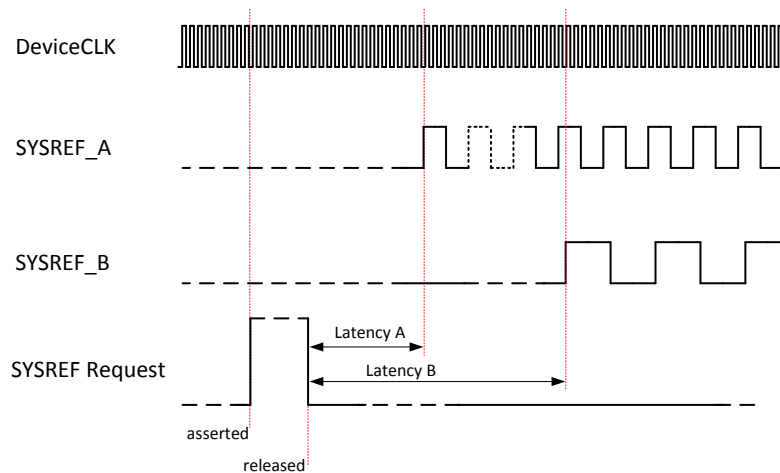 DeviceCLK
SYSREF_A
SYSREF_B
Latency A
SYSREF Request
Latency B
asserted
released